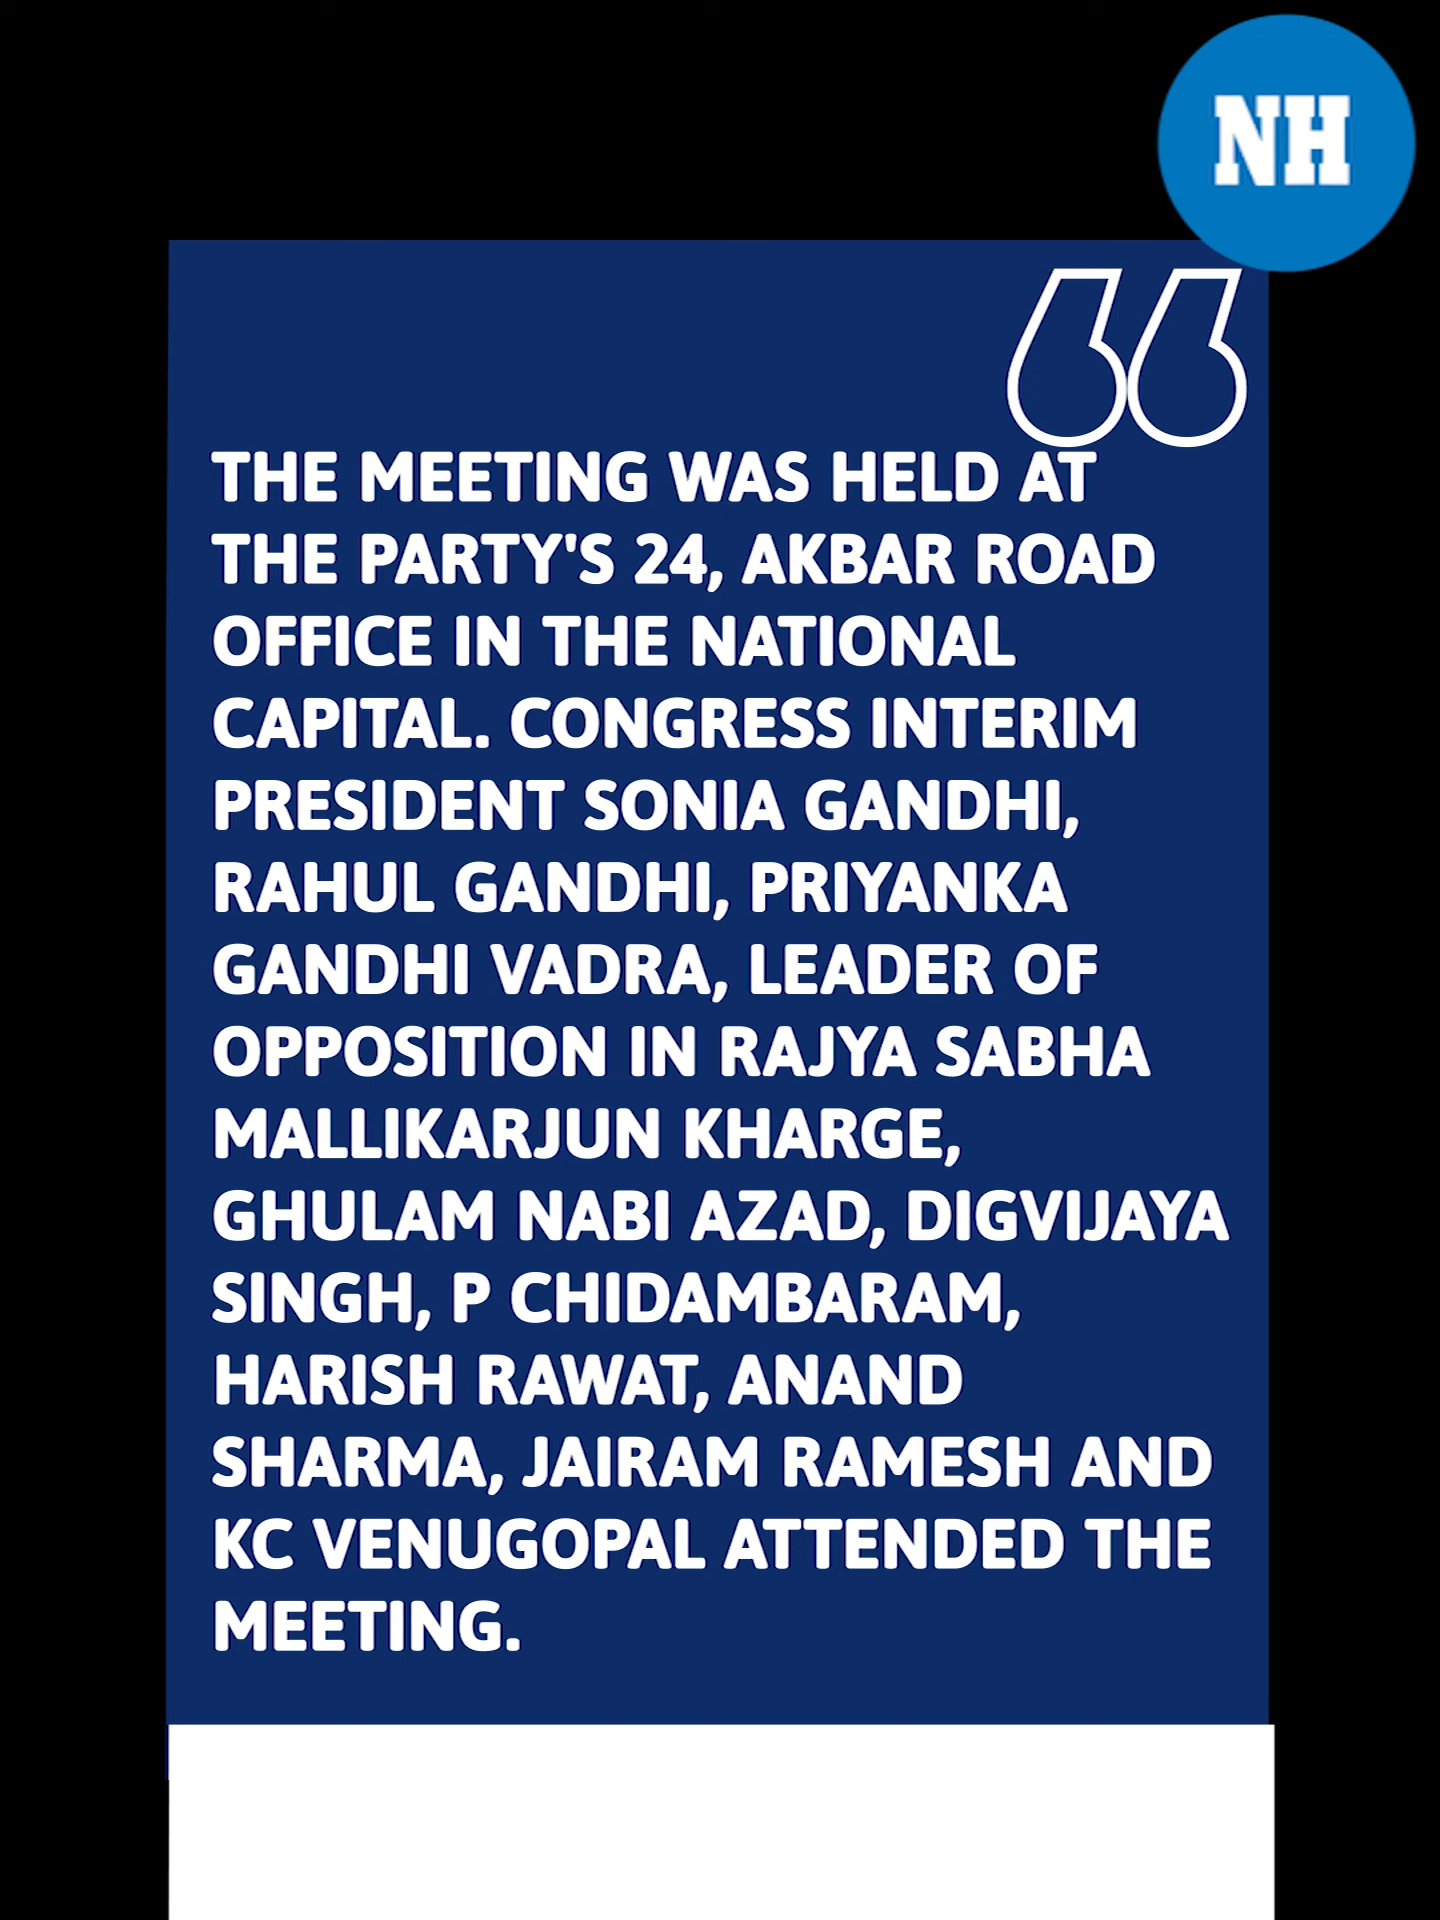 NH
THE MEETING WAS HELD AT
THE PARTY'S 24, AKBAR ROAD
OFFICE IN THE NATIONAL
CAPITAL. CONGRESS INTERIM
PRESIDENT SONIA GANDHI,
RAHUL GANDHI, PRIYANKA
GANDHI VADRA, LEADER OF
OPPOSITION IN RAJYA SABHA
MALLIKARJUN KHARGE,
GHULAM NABI AZAD, DIGVIJAYA
SINGH, P CHIDAMBARAM,
HARISH RAWAT, ANAND
SHARMA, JAIRAM RAMESH AND
KC VENUGOPAL ATTENDED THE
MEETING.